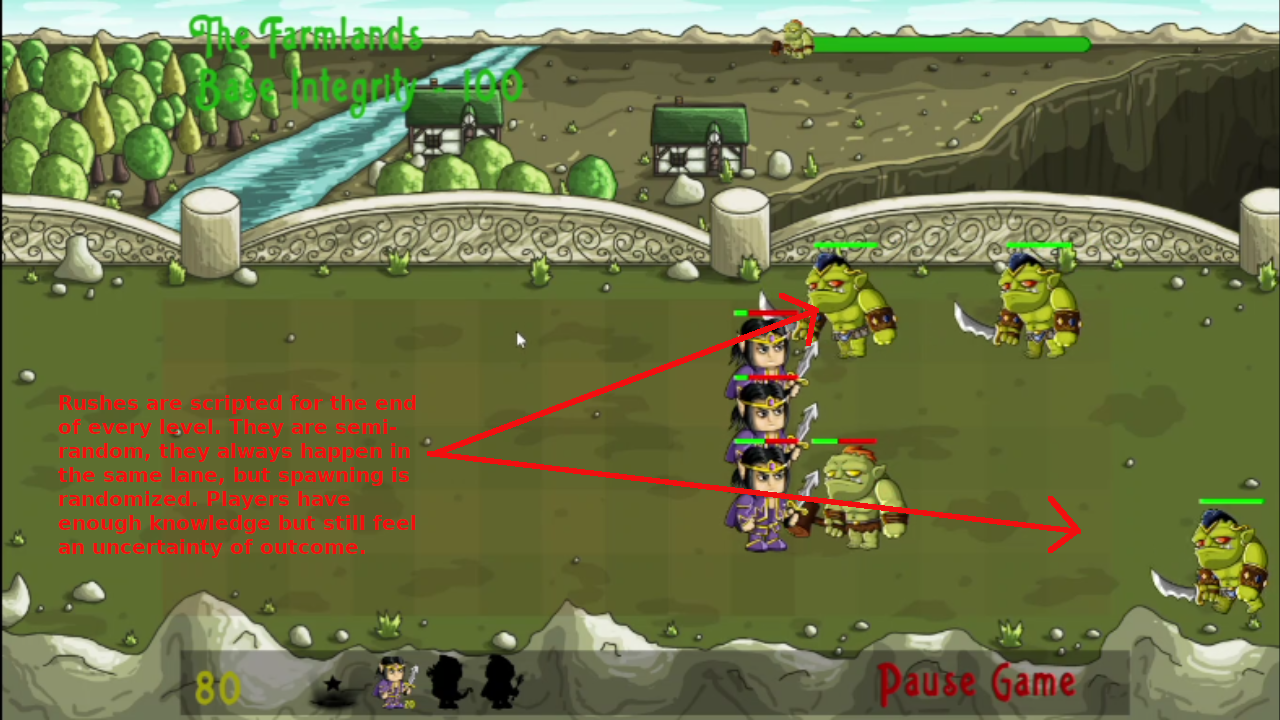 The Farmlands
Base Integrity - 100
Rushes are scripted for the end
of every level. They are semi-
random, they always happen in
the same lane, but spawning is
randomized. Players have
enough knowledge but still feel
an uncertainty of outcome.
80
20
Pause Game